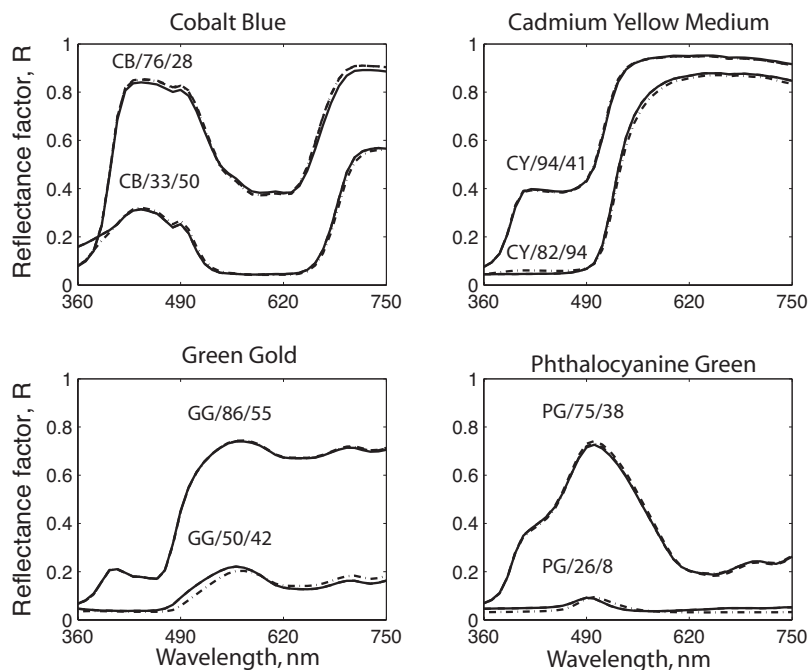 Cobalt Blue
Cadmium Yellow Medium
Reflectance factor, R
1
0.8
0.6
0.4
0.2
0
CB/76/28
CB/33/50
360
490
620
750
1
0.8
0.6
0.4
0.2
0
CY/94/41
CY/82/94
360
490
620
750
Green Gold
Phthalocyanine Green
Reflectance factor, R
1
0.8
0.6
0.4
0.2
0
GG/86/55
GG/50/42
360
490
620
750
Wavelength, nm
1
0.8
0.6
0.4
0.2
0
PG/75/38
PG/26/8
360
490
620
750
Wavelength, nm